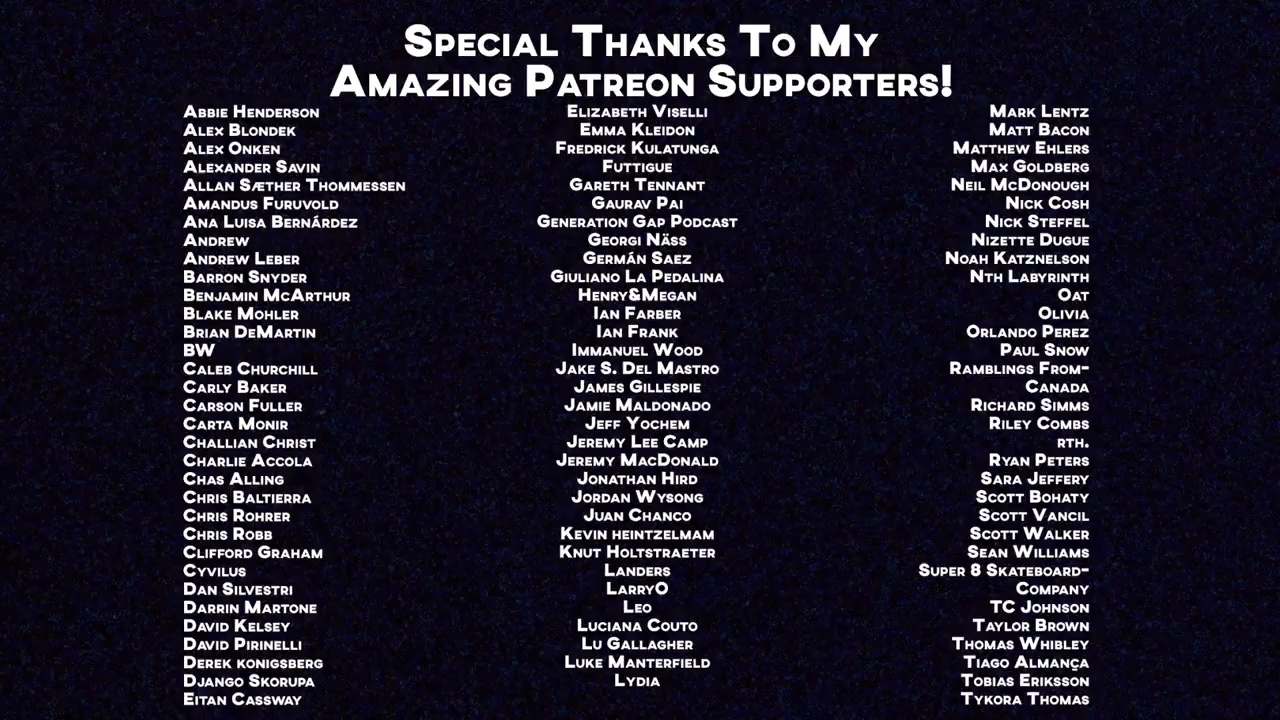 Special Thanks To My
Amazing Patreon Supporters!
Abbie Henderson
Alex Blondek
Alex Onken
Alexander Savin
Allan Sæther Thommessen
Amandus Furuvold
Ana Luisa Bernárdez
Andrew
Andrew Leber
Barron Snyder
Benjamin McArthur
Blake Mohler
Brian DeMartin
BW
Caleb Churchill
Carly Baker
Carson Fuller
Carta Monir
Challian Christ
Charlie Accola
Chas Alling
Chris Baltierra
Chris Rohrer
Chris Robb
Clifford Graham
Cyvilus
Dan Silvestri
Darrin Martone
David Kelsey
David Pirinelli
Derek konigsberg
Django Skorupa
Eitan Cassway
Elizabeth Viselli
Emma Kleidon
Fredrick Kulatunga
Futtigue
Gareth Tennant
Gaurav Pai
Generation Gap Podcast
Georgi Näss
Germán Saez
Giuliano La Pedalina
Henry&Megan
Ian Farber
Ian Frank
Immanuel Wood
Jake S. Del Mastro
James Gillespie
Jamie Maldonado
Jeff Yochem
Jeremy Lee Camp
Jeremy MacDonald
Jonathan Hird
Jordan Wysong
Juan Chanco
Kevin heintzelmam
Knut Holtstraeter
Landers
LarryO
Leo
Luciana Couto
Lu Gallagher
Luke Manterfield
Lydia
Mark Lentz
Matt Bacon
Matthew Ehlers
Max Goldberg
Neil McDonough
Nick Cosh
Nick Steffel
Nizette Dugue
Noah Katznelson
Nth Labyrinth
Oat
Olivia
Orlando Perez
Paul Snow
Ramblings From-
Canada
Richard Simms
Riley Combs
rth.
Ryan Peters
Sara Jeffery
Scott Bohaty
Scott Vancil
Scott Walker
Sean Williams
Super 8 Skateboard-
Company
TC Johnson
Taylor Brown
Thomas Whibley
Tiago Almança
Tobias Eriksson
Tykora Thomas